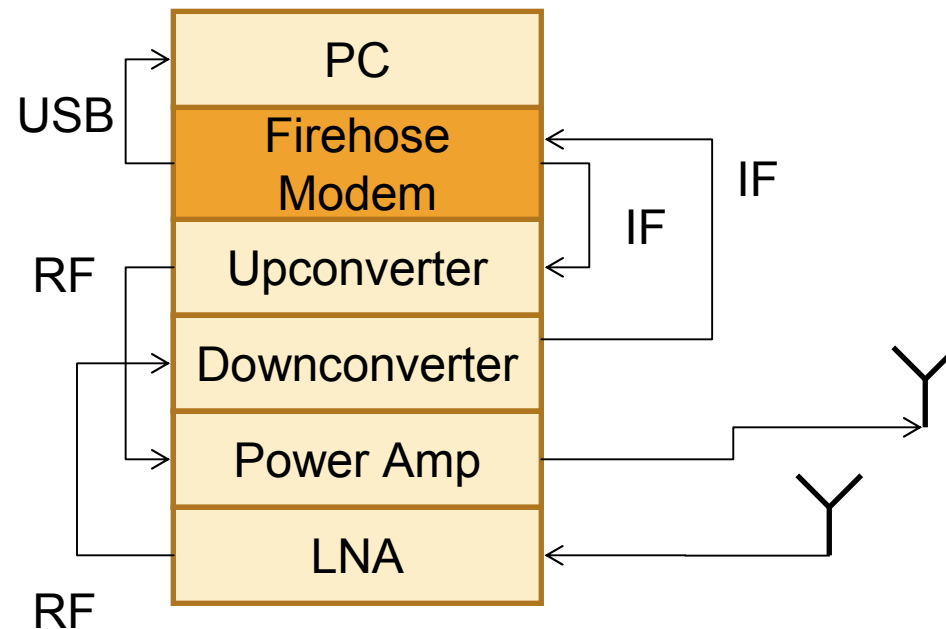 PC
USB
Firehose
Modem
IF
IF
Upconverter
RF
Downconverter
Power Amp
LNA
RF